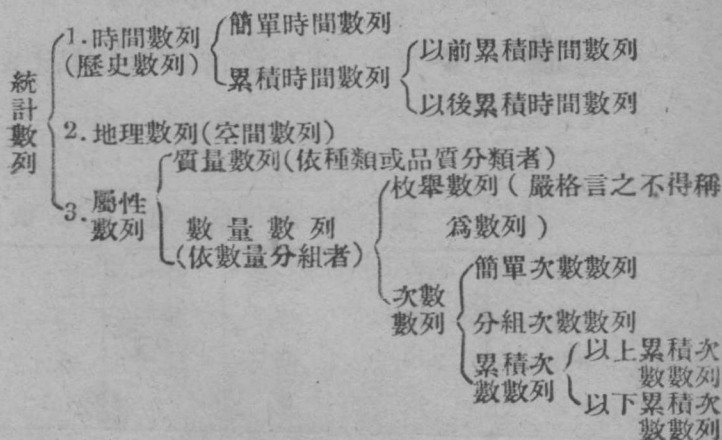 統計數列
1. 時間數列
(歷史數列)
簡單時間數列
累積時間數列
以前累積時間數列
以後累積時間數列
2. 地理數列(空間數列)
3. 屬性
數列
質量數列(依種類或品質分類者)
數量數列
(依數量分組者)
枚舉數列(嚴格言之不得稱
爲數列)
次數
數列
簡單次數數列
分組次數數列
累積次
數數列
以上累積次
數數列
以下累積次
數數列